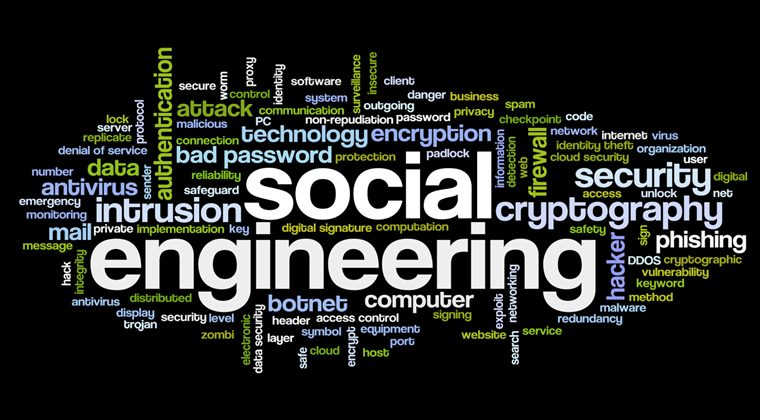 authentication
secure
worm
proxy
identity
software
surveillance
insecure
client
control
system
danger
business
attack
communication
outgoing
privacy
spam
lock
protocol
malicious
PC
non-repudiation
password
checkpoint
code
server
replicate
connection
technology
encryption
information
network
internet
virus
denial of service
bad password
protection
padlock
detection
web
firewall
identity theft
organization
cloud security
number
data
sender
reliability
user
antivirus
safeguard
social
security
digital
emergency
access
unlock
net
monitoring
intrusion
cryptography
mail
private
implementation
key
digital signature
computation
safety
sign
message
engineering
hacker
phishing
hack
integrity
DDOS
cryptographic
vulnerability
keyword
antivirus
distributed
botnet
computer
exploit
networking
method
display
security
level
header
access control
signing
malware
redundancy
trojan
zombi
electronic
data security
symbol
equipment
website
service
layer
encrypt
port
search
safe
cloud
host